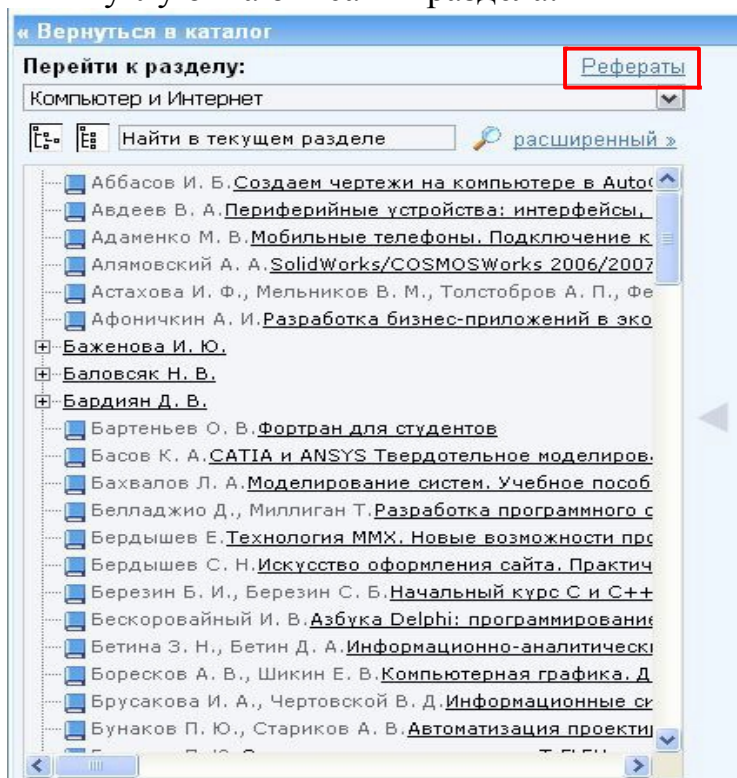 « Вернуться в каталог
Перейти к разделу: Рефераты
Компьютер и Интернет
Найти в текущем разделе расширенный »
Аббасов И. Б.Создаем чертежи на компьютере в Auto
Авдеев В. А.Периферийные устройства: интерфейсы,
Адаменко М. В.Мобильные телефоны. Подключение к
Алямовский А. А.SolidWorks/COSMOSWorks 2006/2007
Астахова И. Ф., Мельников В. М., Толстобров А. П., Фе
Афоничкин А. И.Разработка бизнес-приложений в эко
Баженова И. Ю.
Баловсяк Н. В.
Бардиян Д. В.
Бартеньев О. В.Фортран для студентов
Басов К. А.CATIA и ANSYS Твердотельное моделиров
Бахвалов Л. А.Моделирование систем. Учебное пособ
Белладжио Д., Миллиган Т.Разработка программного с
Бердышев Е.Технология MMX. Новые возможности про
Бердышев С. Н.Искусство оформления сайта. Практич
Березин Б. И., Березин С. Б.Начальный курс С и С++
Бескоровайный И. В.Азбука Delphi: программирование
Бетина З. Н., Бетин Д. А.Информационно-аналитическ
Боресков А. В., Шикин Е. В.Компьютерная графика. Д
Брусакова И. А., Чертовской В. Д.Информационные си
Бунаков П. Ю., Стариков А. В.Автоматизация проекти